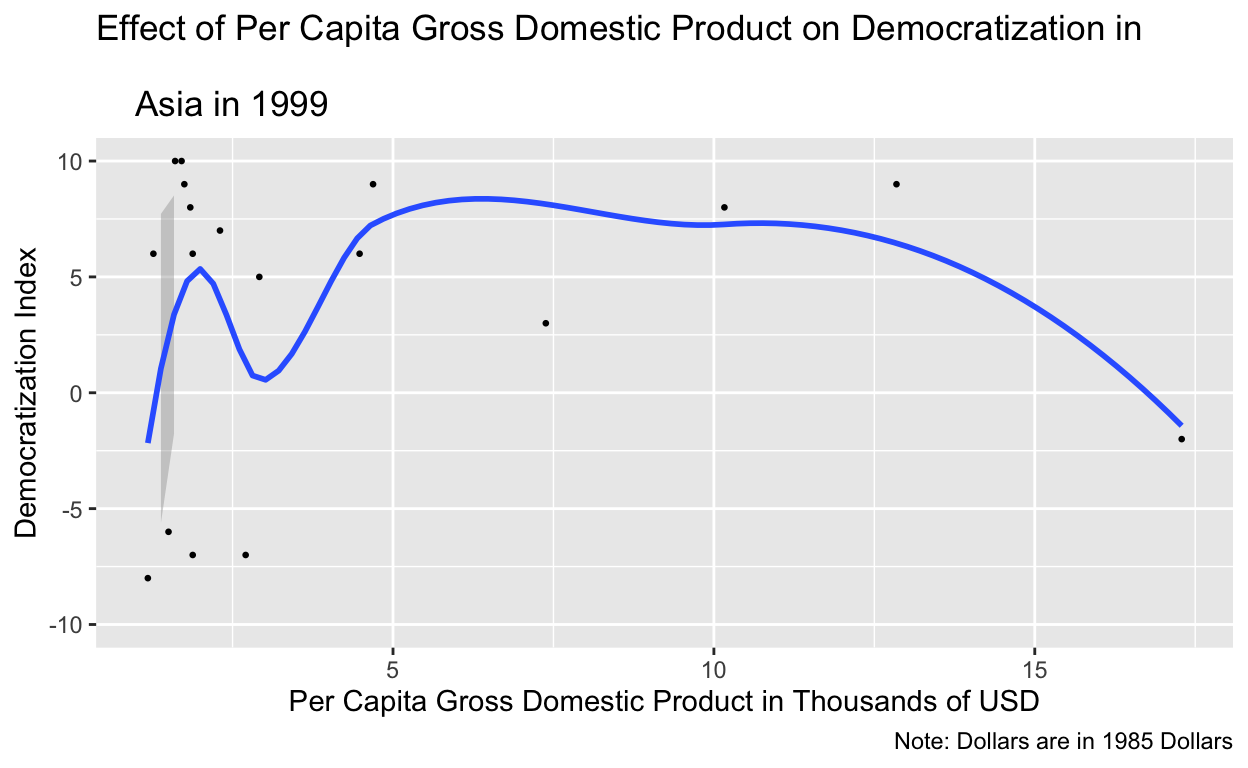 Effect of Per Capita Gross Domestic Product on Democratization in
Asia in 1999
10
5
0
-5
-10
Democratization Index
5 10 15
Per Capita Gross Domestic Product in Thousands of USD
Note: Dollars are in 1985 Dollars